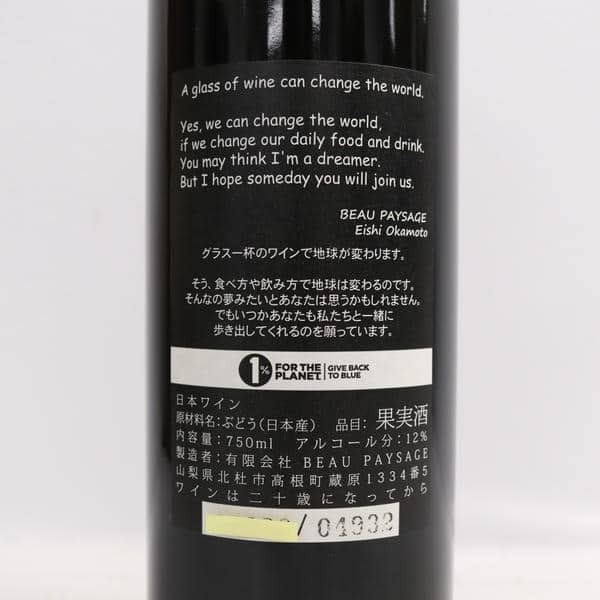 A glass of wine can change the world.
Yes, we can change the world,
if we change our daily food and drink.
You may think I'm a dreamer.
But I hope someday you will join us.
BEAU PAYSAGE
Eishi Okamoto
グラス一杯のワインで地球が変わります。
そう、食べ方や飲み方で地球は変わるのです。
そんなの夢みたいとあなたは思うかもしれません。
でもいつかあなたも私たちと一緒に
歩き出してくれるのを願っています。
1% FOR THE PLANET. GIVE BACK TO BLUE
日本ワイン
原材料名:ぶどう(日本産) 品目: 果実酒
内容量:750ml アルコール分:12%
製造者:有限会社 BEAU PAYSAGE
山梨県北杜市高根町蔵原1334番5
ワインは二十歳になってから
/04932